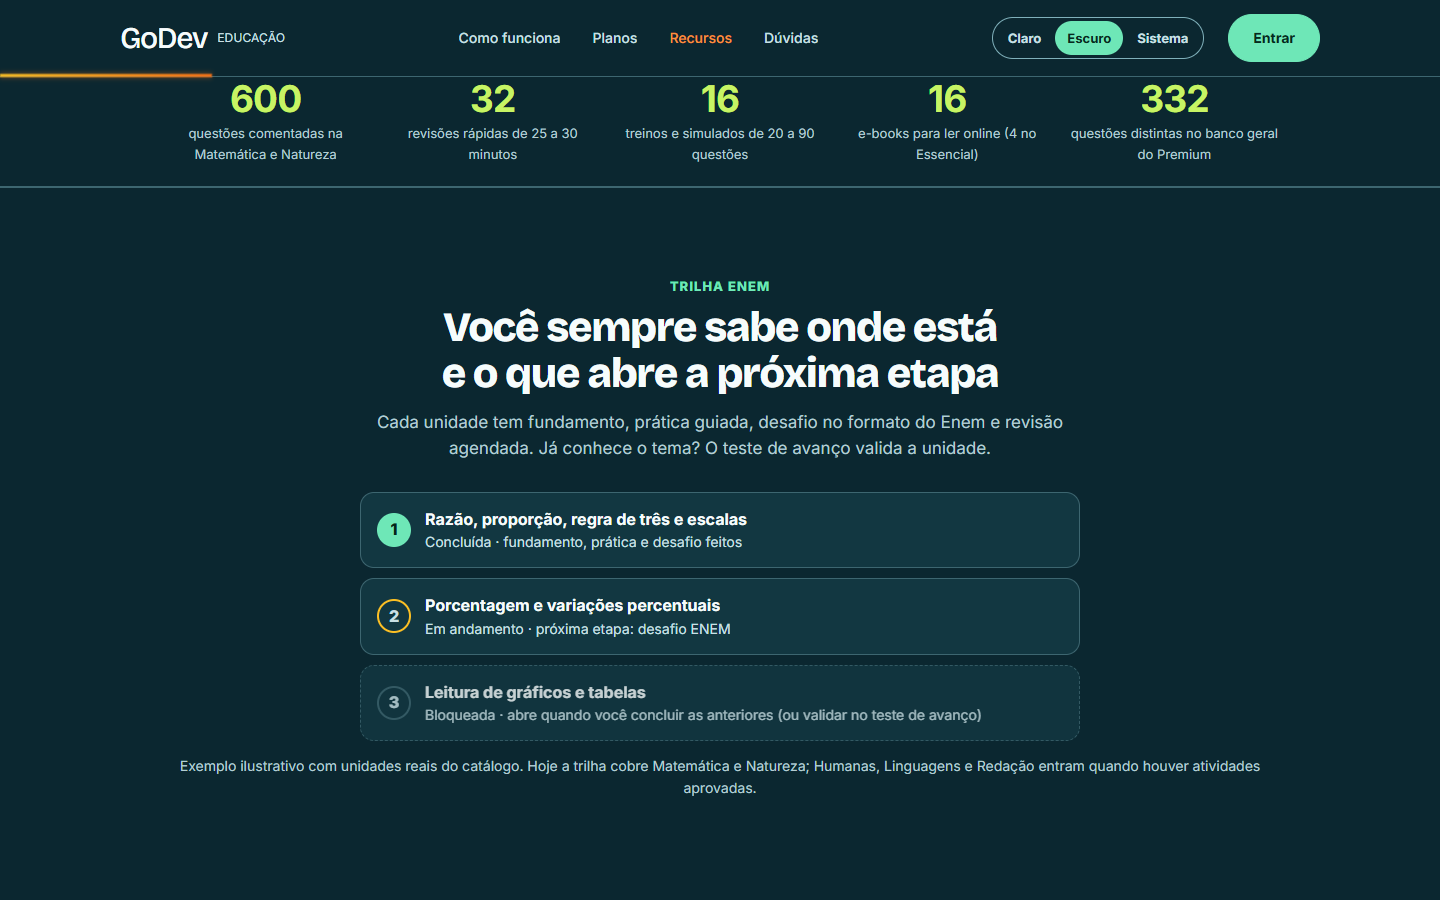 GoDev EDUCAÇÃO
Como funciona
Planos
Recursos
Dúvidas
Claro
Escuro
Sistema
Entrar
600
questões comentadas na
Matemática e Natureza
32
revisões rápidas de 25 a 30
minutos
16
treinos e simulados de 20 a 90
questões
16
e-books para ler online (4 no
Essencial)
332
questões distintas no banco geral
do Premium
TRILHA ENEM
Você sempre sabe onde está
e o que abre a próxima etapa
Cada unidade tem fundamento, prática guiada, desafio no formato do Enem e revisão
agendada. Já conhece o tema? O teste de avanço valida a unidade.
1
Razão, proporção, regra de três e escalas
Concluída · fundamento, prática e desafio feitos
2
Porcentagem e variações percentuais
Em andamento · próxima etapa: desafio ENEM
3
Leitura de gráficos e tabelas
Bloqueada · abre quando você concluir as anteriores (ou validar no teste de avanço)
Exemplo ilustrativo com unidades reais do catálogo. Hoje a trilha cobre Matemática e Natureza; Humanas, Linguagens e Redação entram quando houver atividades
aprovadas.